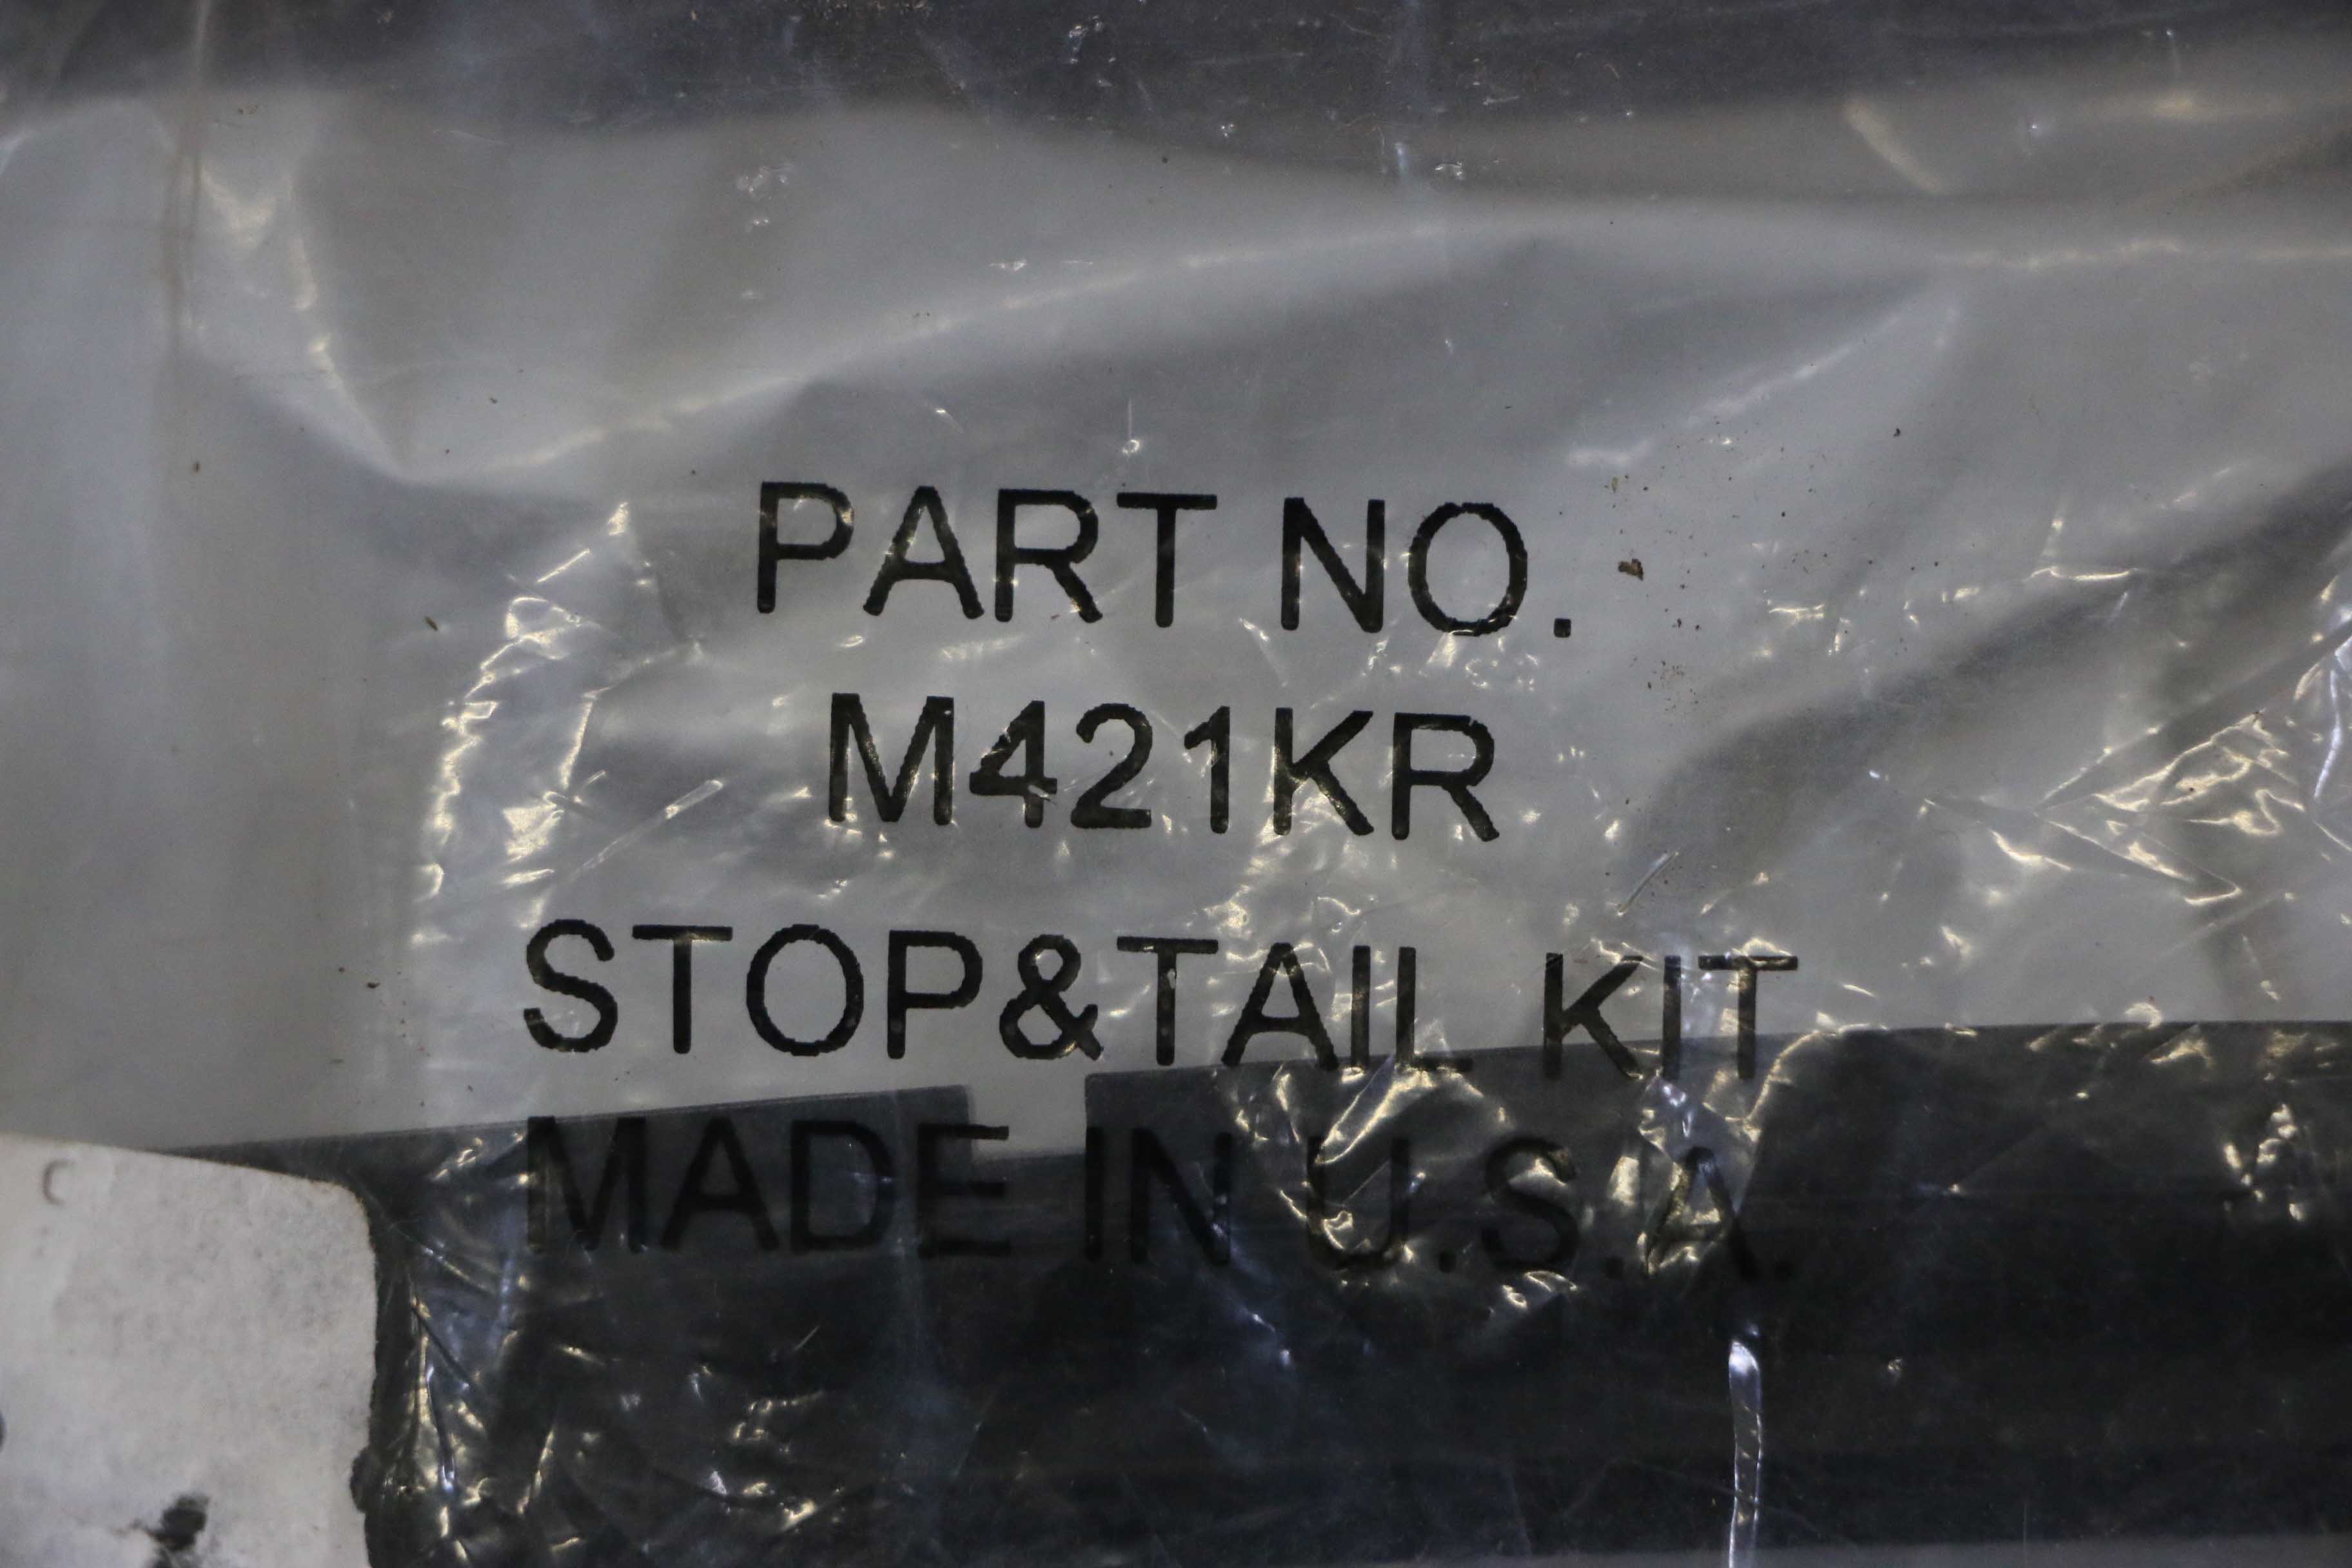 PART NO.
M421KR
STOP&TAIL KIT
MADE IN U.S.A.